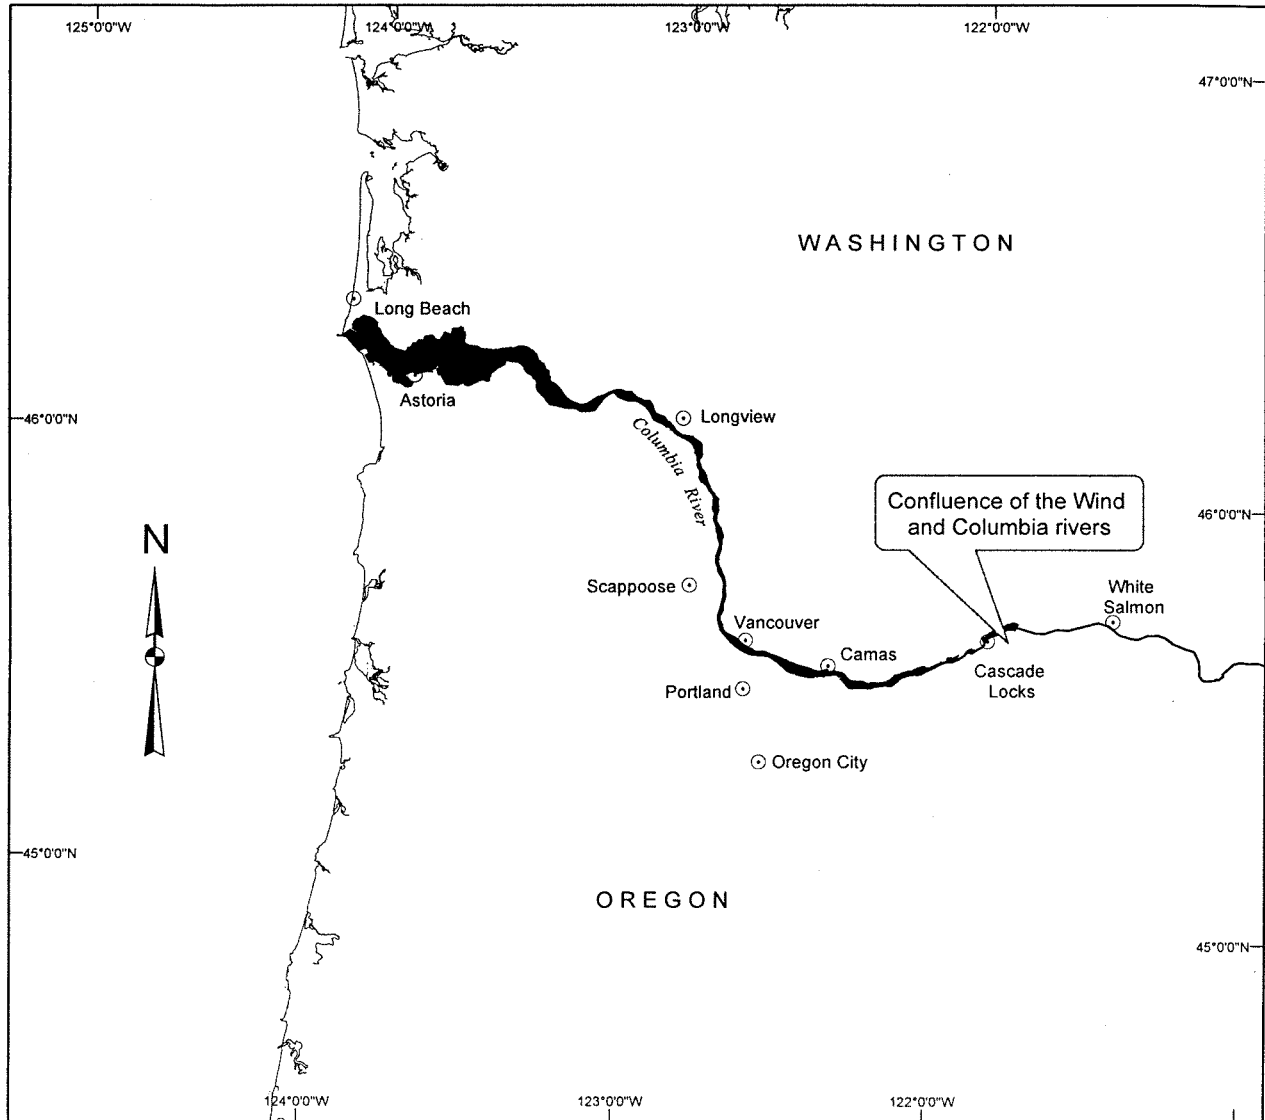 125°0'0"W
124°0'0"W
123°0'0"W
122°0'0"W
47°0'0"N
WASHINGTON
Long Beach
Astoria
46°0'0"N
Longview
Columbia River
Confluence of the Wind
and Columbia rivers
46°0'0"N
N
Scappoose
White
Salmon
Vancouver
Camas
Cascade
Locks
Portland
Oregon City
45°0'0"N
OREGON
45°0'0"N
124°0'0"W
123°0'0"W
122°0'0"W